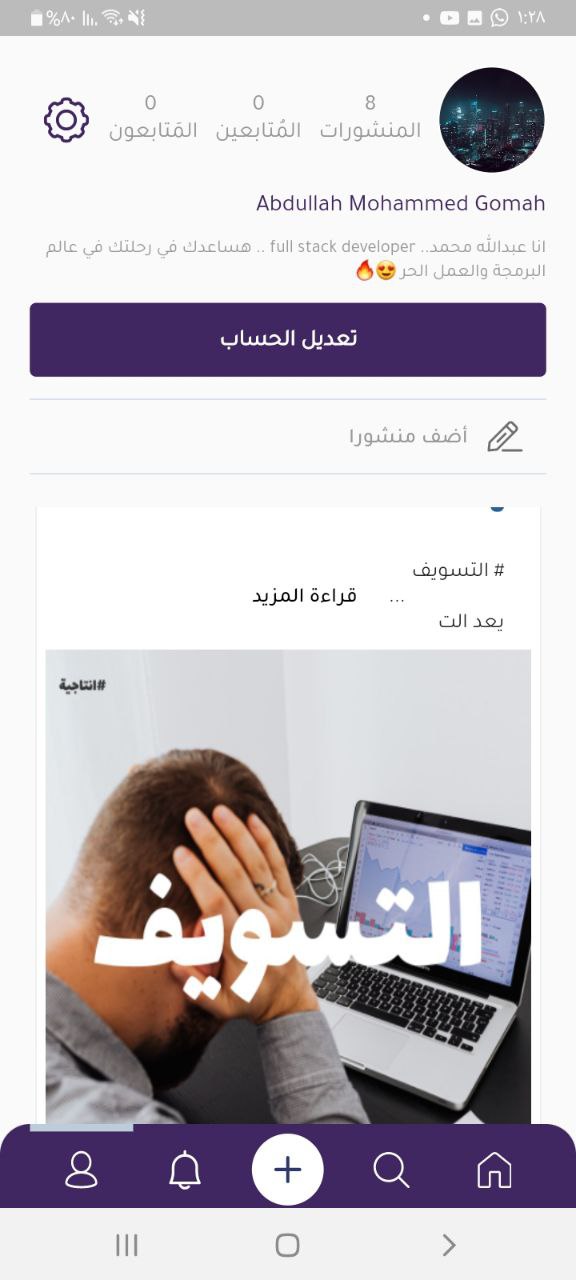 ١:٢٨
%٨٠
8
0
0
المنشورات
المُتابعين
المَتابعون
Abdullah Mohammed Gomah
انا عبدالله محمد.. full stack developer .. هساعدك في رحلتك في عالم
البرمجة والعمل الحر 😍🔥
تعديل الحساب
أضف منشورا
# التسويف
... قراءة المزيد
يعد الت
#انتاجية
التسويف